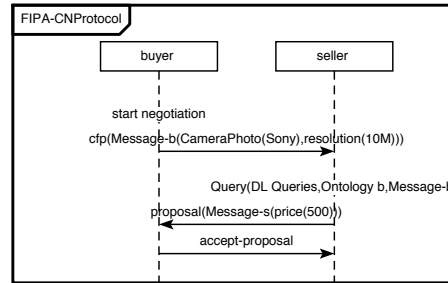 FIPA-CNProtocol
buyer
seller
start negotiation
cfp(Message-b(CameraPhoto(Sony),resolution(10M)))
Query(DL Queries,Ontology b,Message-
proposal(Message-s(price(500)))
accept-proposal